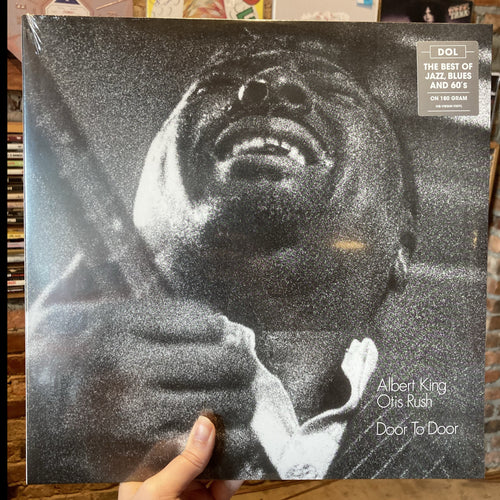 DOL
THE BEST OF
JAZZ, BLUES
AND 60's
ON 180 GRAM
Albert King
Otis Rush
Door To Door